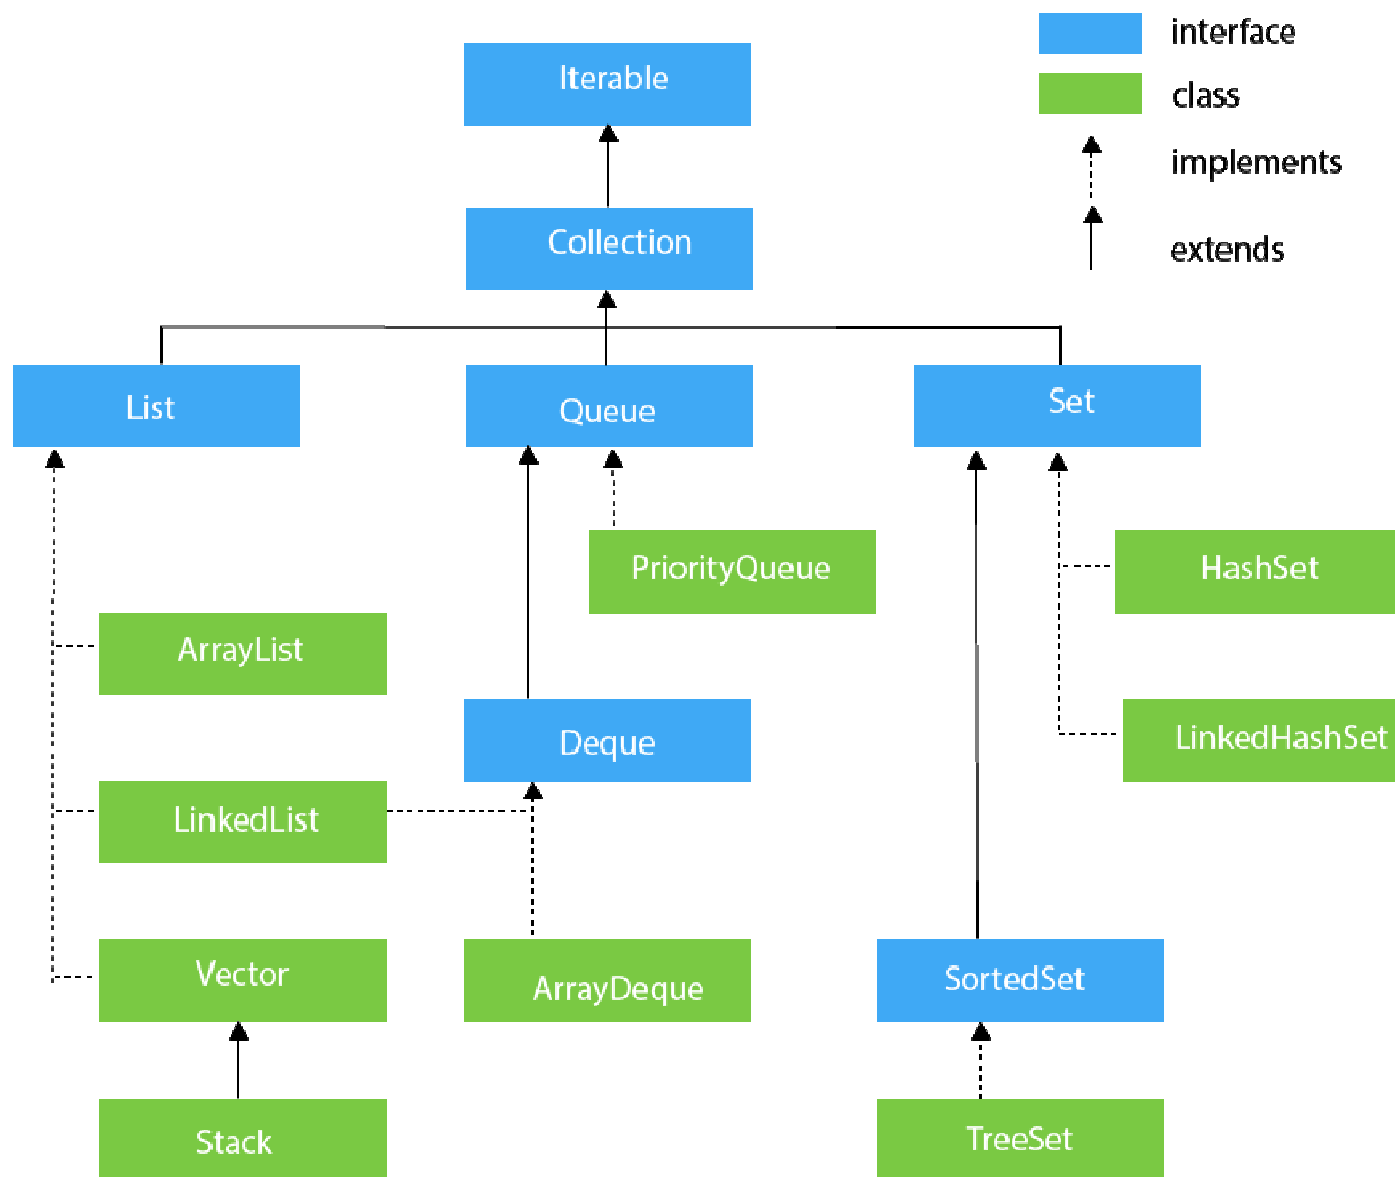 interface
Iterable
class
implements
Collection
extends
List
Queue
Set
PriorityQueue
HashSet
ArrayList
Deque
LinkedHashSet
LinkedList
Vector
ArrayDeque
SortedSet
Stack
TreeSet